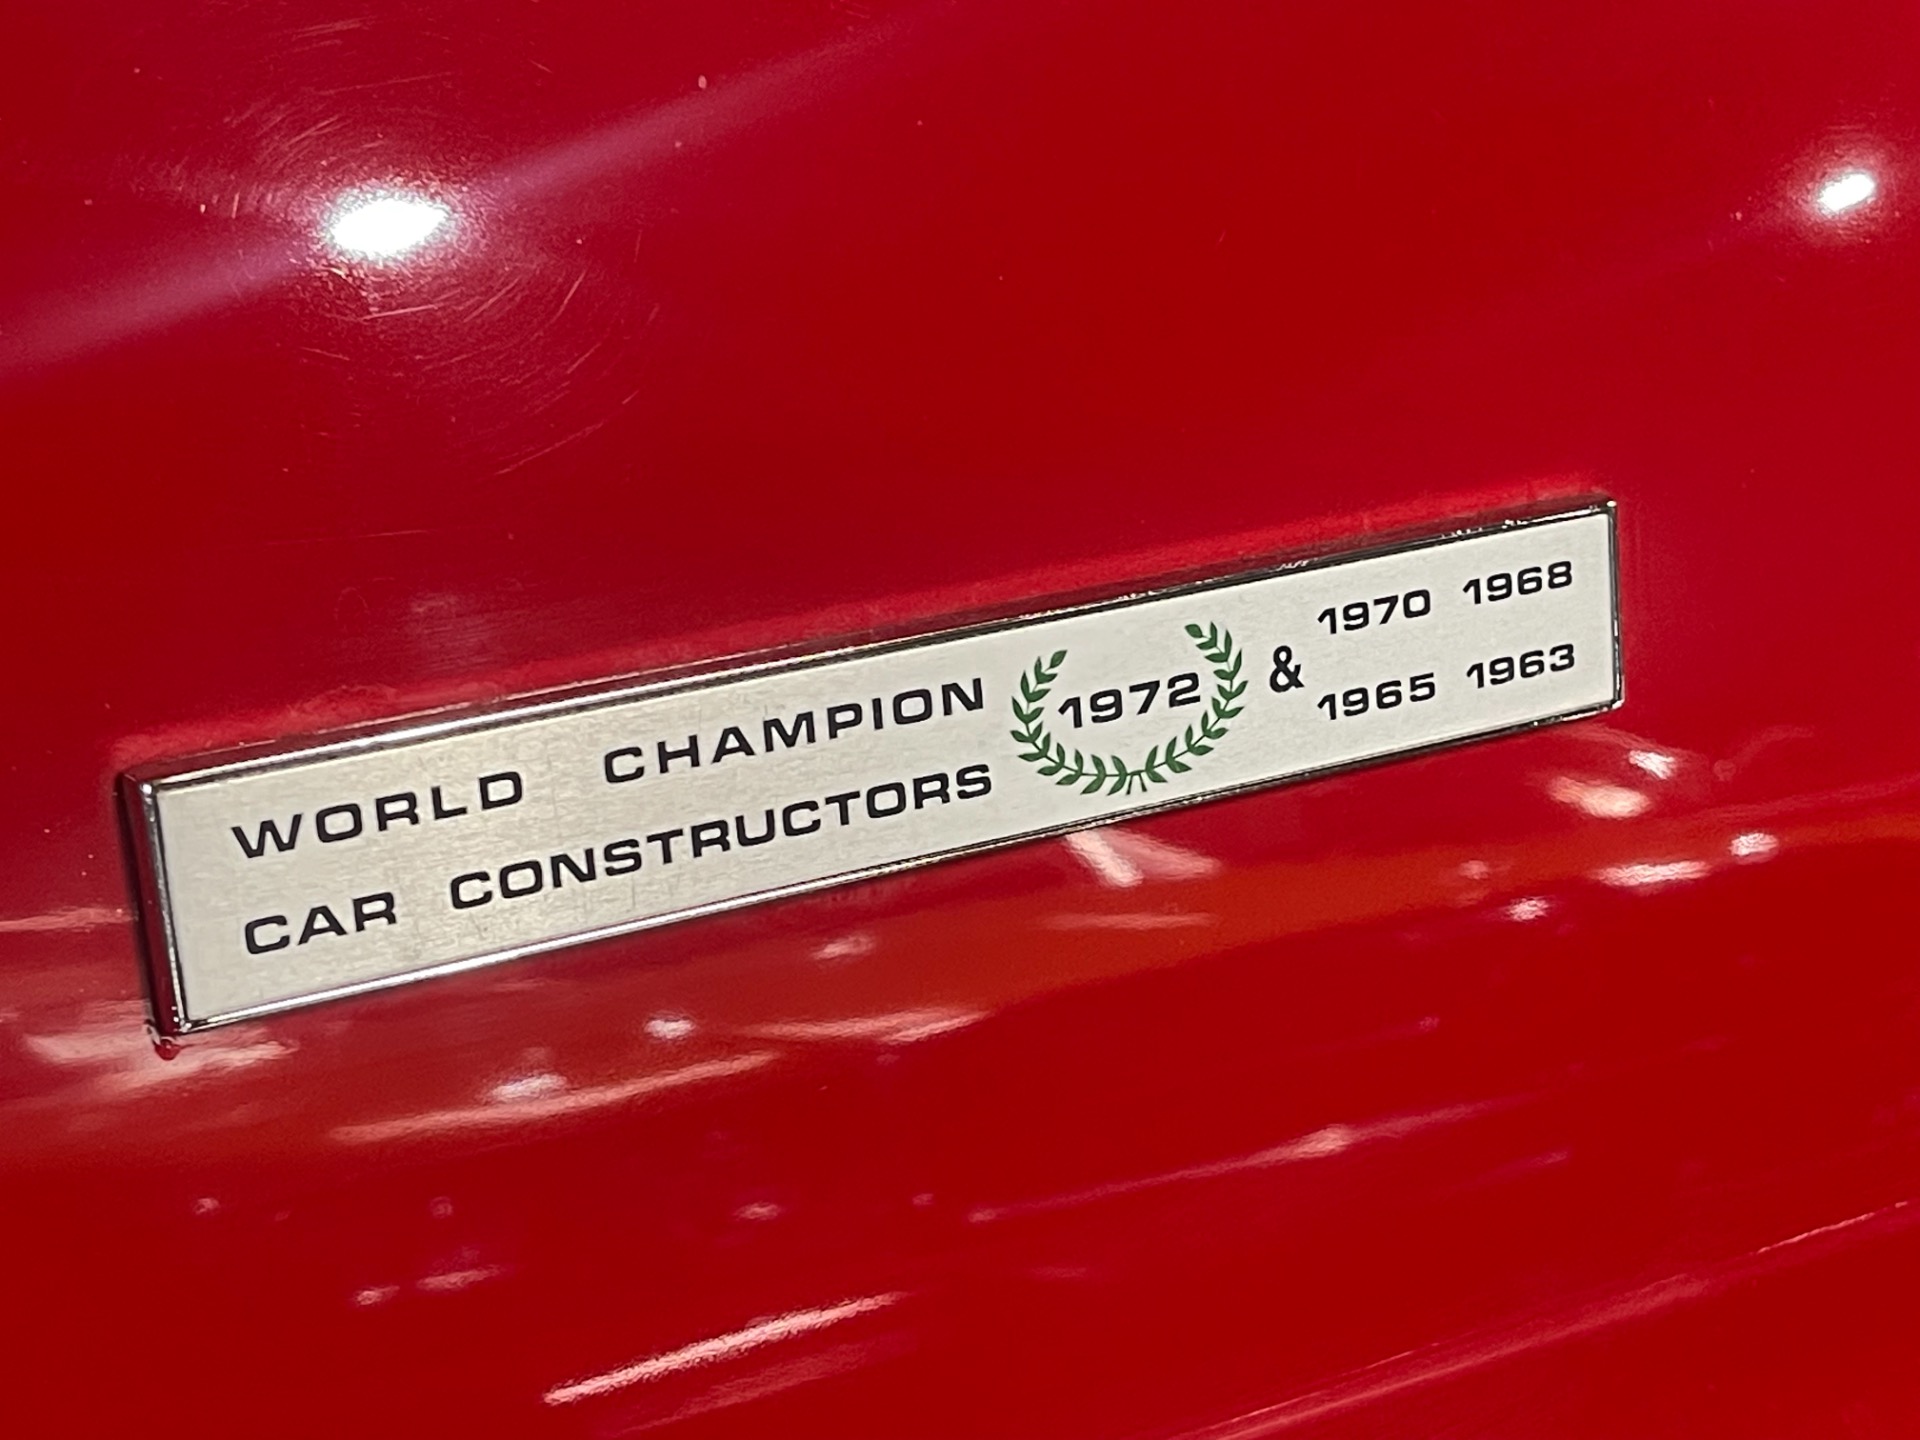 WORLD CHAMPION
CAR CONSTRUCTORS
1972
&
1970 1968
1965 1963